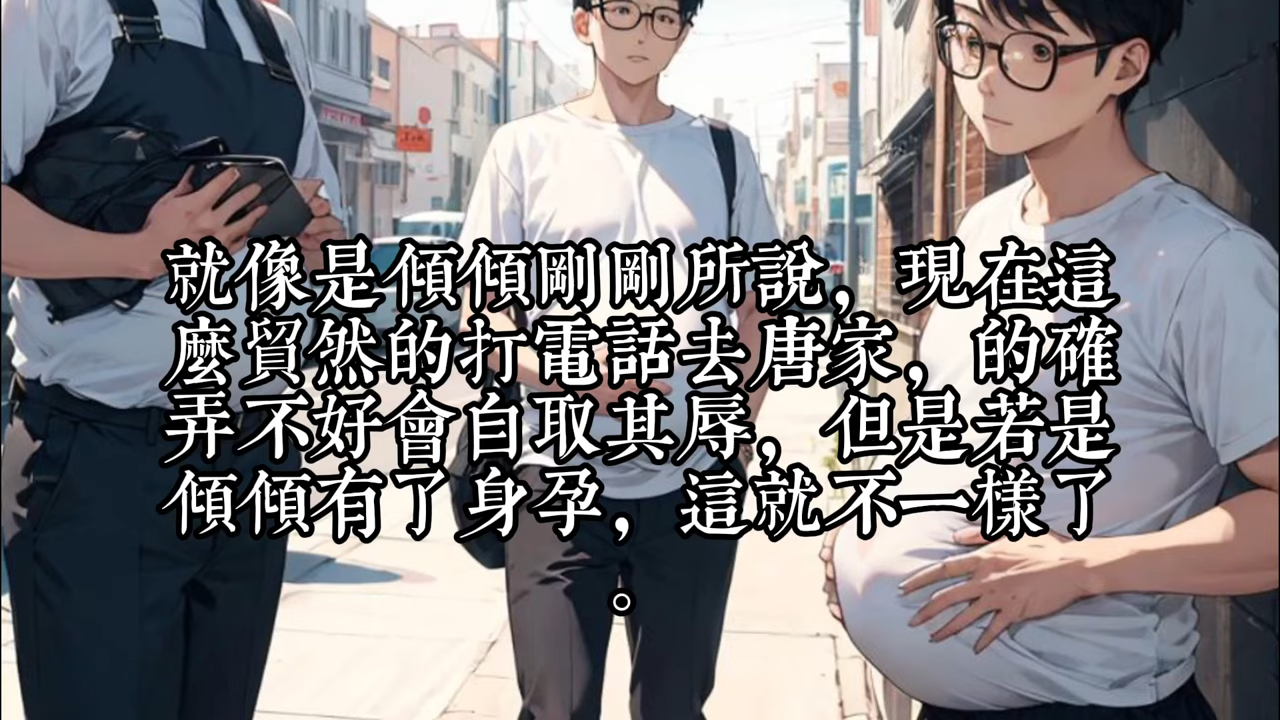 就像是傾傾剛剛所說，現在這
麼貿然的打電話去唐家，的確
弄不好會自取其辱，但是若是
傾傾有了身孕，這就不一樣了
。